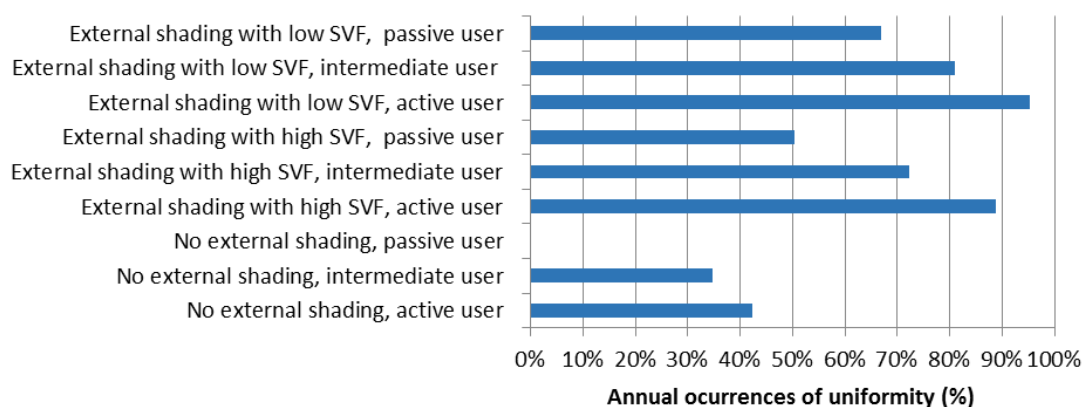 External shading with low SVF,  passive user
External shading with low SVF, intermediate user
External shading with low SVF, active user
External shading with high SVF,  passive user
External shading with high SVF, intermediate user
External shading with high SVF, active user
No external shading, passive user
No external shading, intermediate user
No external shading, active user
0% 10% 20% 30% 40% 50% 60% 70% 80% 90% 100%
Annual ocurrences of uniformity (%)